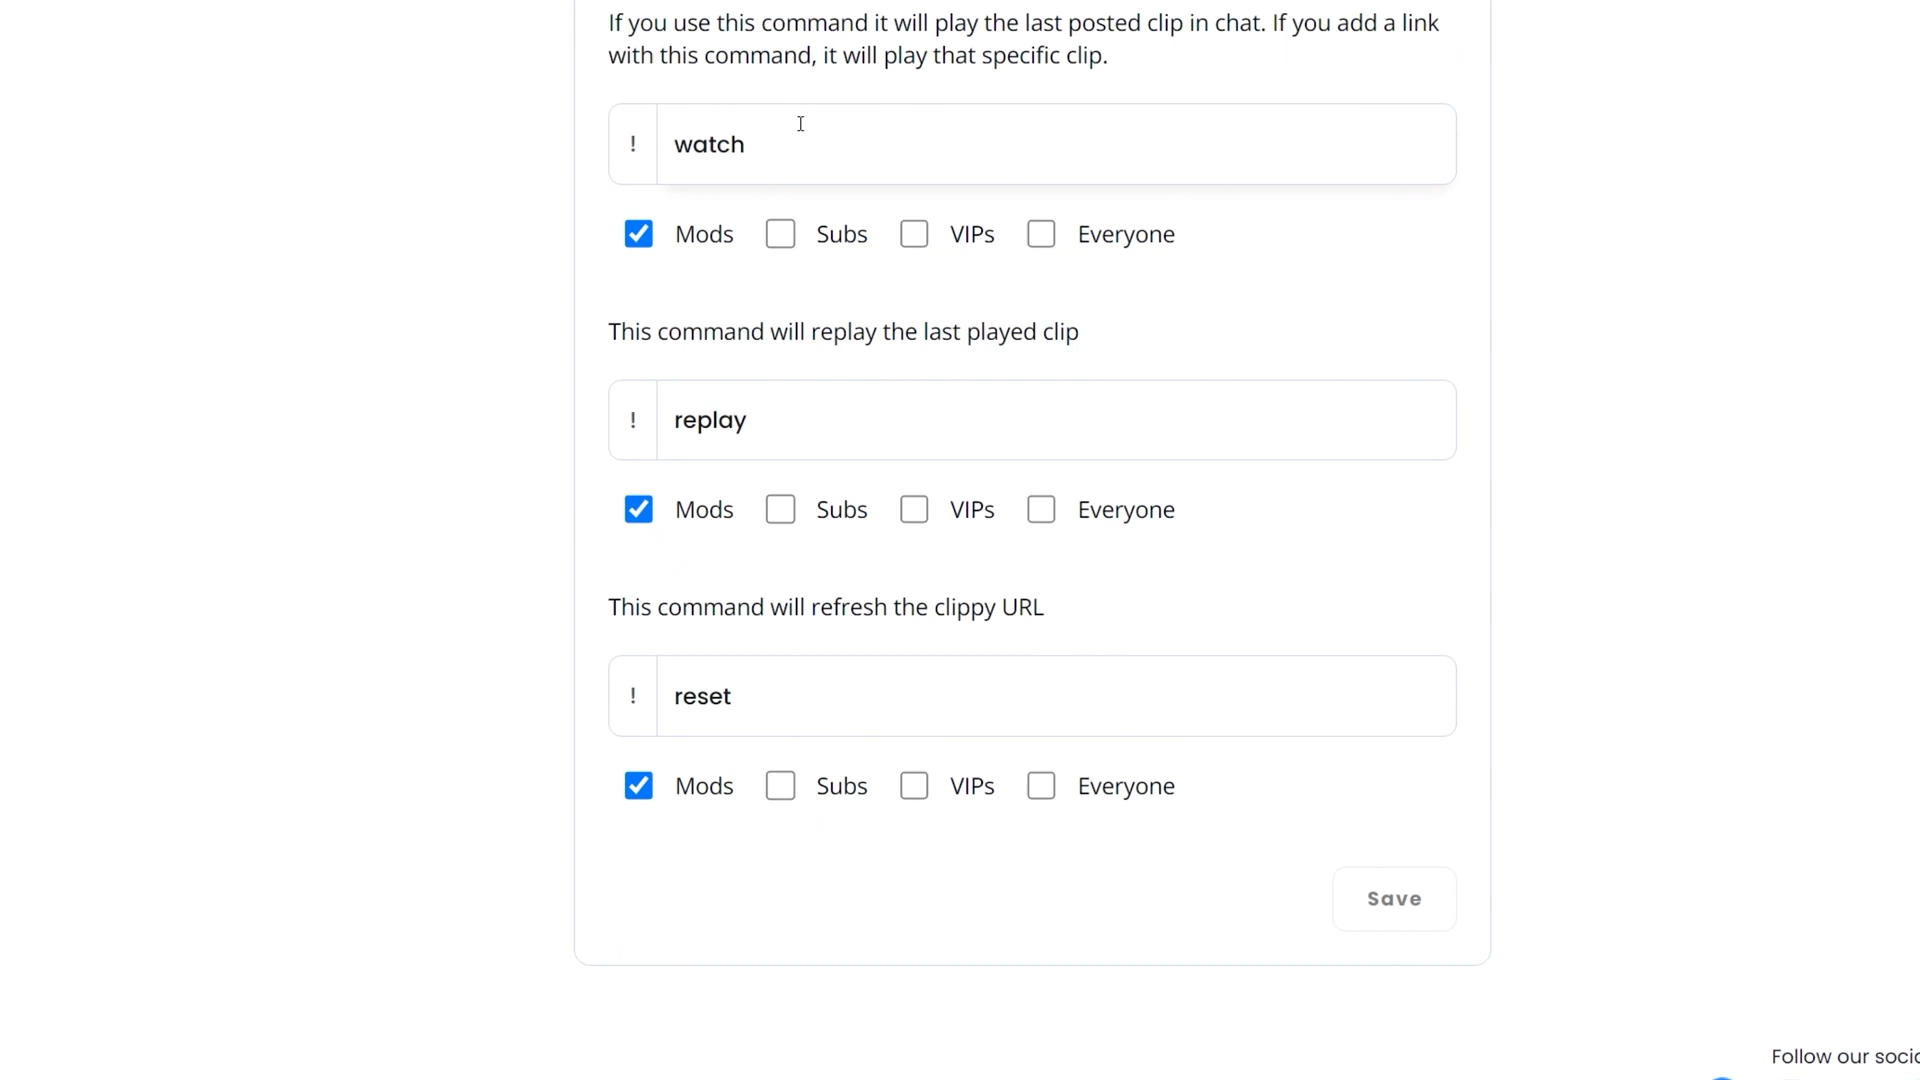 If you use this command it will play the last posted clip in chat. If you add a link
with this command, it will play that specific clip.
! watch
Mods Subs VIPs Everyone
This command will replay the last played clip
! replay
Mods Subs VIPs Everyone
This command will refresh the clippy URL
! reset
Mods Subs VIPs Everyone
Save
Follow our